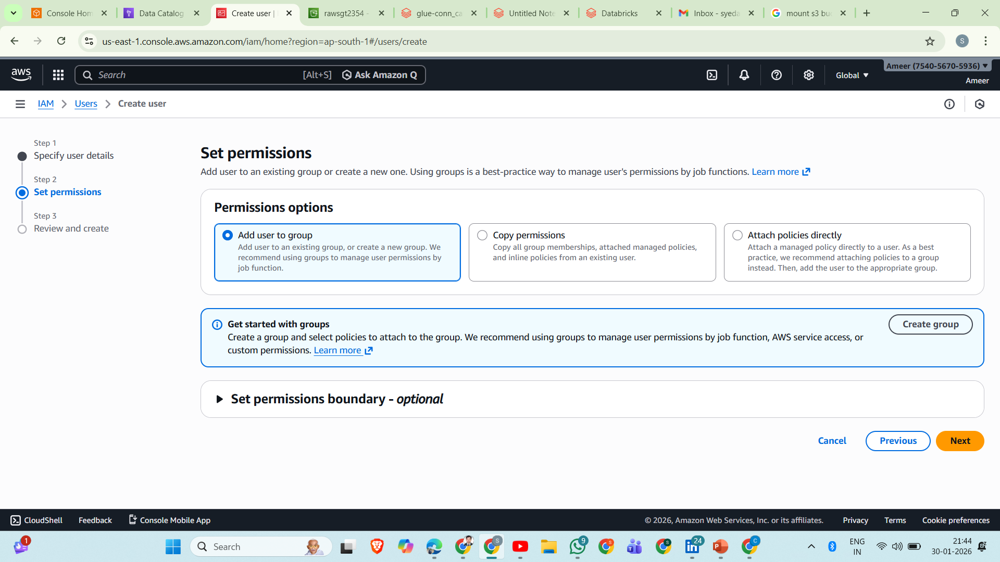 Console Hom
Data Catalog
Create user |
rawsgt2354 -
glue-conn_ca
Untitled Note
Databricks
Inbox - syeda
mount s3 buc
us-east-1.console.aws.amazon.com/iam/home?region=ap-south-1#/users/create
S
aws
Search
[Alt+S]
Ask Amazon Q
Global
Ameer (7540-5670-5936)
Ameer
IAM
Users
Create user
Step 1
Specify user details
Step 2
Set permissions
Step 3
Review and create
Set permissions
Add user to an existing group or create a new one. Using groups is a best-practice way to manage user's permissions by job functions. Learn more
Permissions options
Add user to group
Add user to an existing group, or create a new group. We
recommend using groups to manage user permissions by
job function.
Copy permissions
Copy all group memberships, attached managed policies,
and inline policies from an existing user.
Attach policies directly
Attach a managed policy directly to a user. As a best
practice, we recommend attaching policies to a group
instead. Then, add the user to the appropriate group.
Get started with groups
Create a group and select policies to attach to the group. We recommend using groups to manage user permissions by job function, AWS service access, or
custom permissions. Learn more
Create group
Set permissions boundary - optional
Cancel
Previous
Next
CloudShell
Feedback
Console Mobile App
© 2026, Amazon Web Services, Inc. or its affiliates.
Privacy
Terms
Cookie preferences
1
Search
S
9
S
S
24
C
ENG
IN
21:44
30-01-2026